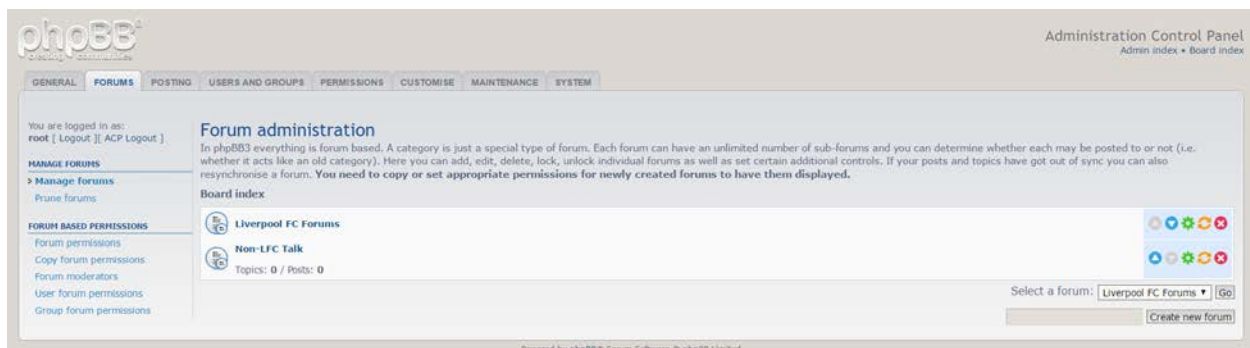 phpBB
creating communities
Administration Control Panel
Admin index • Board index
GENERAL FORUMS POSTING USERS AND GROUPS PERMISSIONS CUSTOMISE MAINTENANCE SYSTEM
You are logged in as:
root [ Logout ][ ACP Logout ]
MANAGE FORUMS
Manage forums
Prune forums
FORUM BASED PERMISSIONS
Forum permissions
Copy forum permissions
Forum moderators
User forum permissions
Group forum permissions
Forum administration
In phpBB3 everything is forum based. A category is just a special type of forum. Each forum can have an unlimited number of sub-forums and you can determine whether each may be posted to or not (i.e.
whether it acts like an old category). Here you can add, edit, delete, lock, unlock individual forums as well as set certain additional controls. If your posts and topics have got out of sync you can also
resynchronise a forum. You need to copy or set appropriate permissions for newly created forums to have them displayed.
Board index
Liverpool FC Forums
Non-LFC Talk
Topics: 0 / Posts: 0
Select a forum: Liverpool FC Forums Go
Create new forum
Powered by phpBB® Forum Software © phpBB Limited